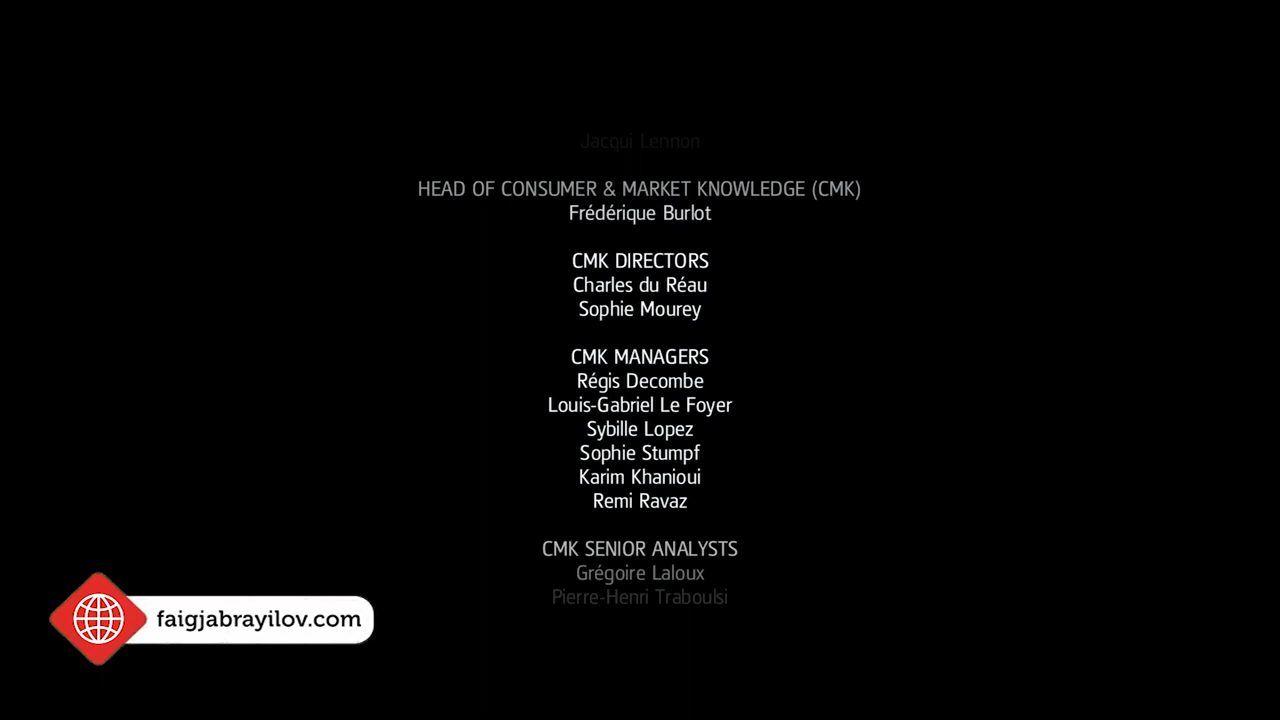 Jacqui Lennon
HEAD OF CONSUMER & MARKET KNOWLEDGE (CMK)
Frédérique Burlot
CMK DIRECTORS
Charles du Réau
Sophie Mourey
CMK MANAGERS
Régis Decombe
Louis-Gabriel Le Foyer
Sybille Lopez
Sophie Stumpf
Karim Khanioui
Remi Ravaz
CMK SENIOR ANALYSTS
Grégoire Laloux
Pierre-Henri Traboulsi
faigjabrayilov.com